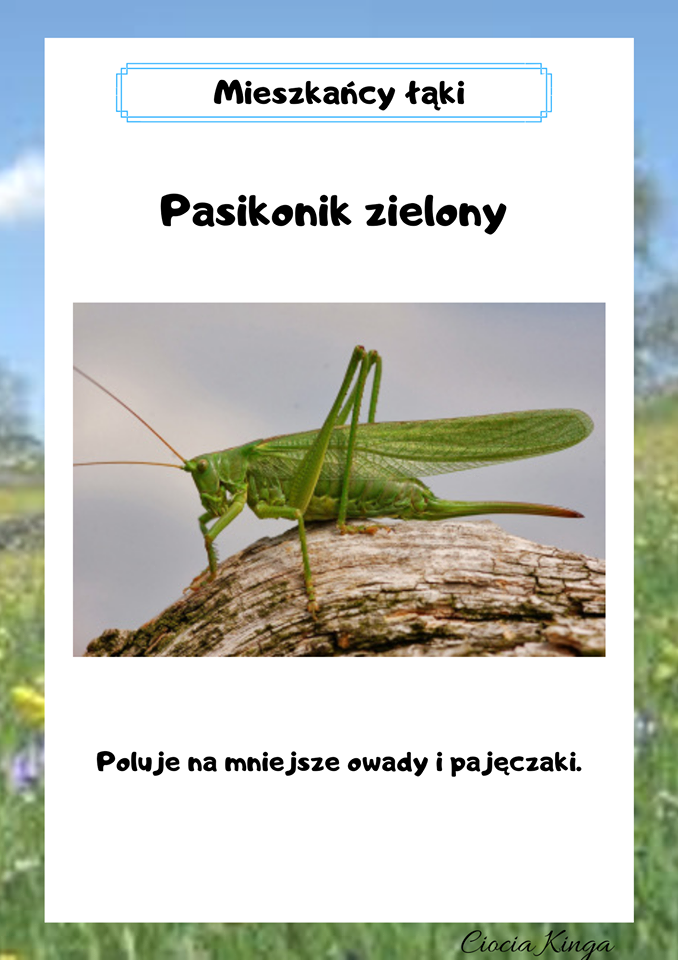 Mieszkańcy łąki
Pasikonik zielony
Poluje na mniejsze owady i pajęczaki.
Ciocia Kinga